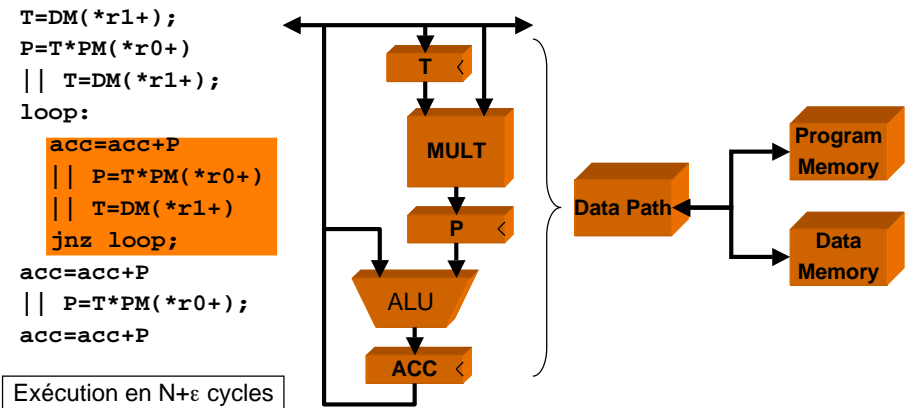 T=DM(*r1+);
P=T*PM(*r0+)
|| T=DM(*r1+);
loop:
acc=acc+P
|| P=T*PM(*r0+)
|| T=DM(*r1+)
jnz loop;
acc=acc+P
|| P=T*PM(*r0+);
acc=acc+P
Exécution en N+ε cycles
T
MULT
P
ALU
ACC
Data Path
Program
Memory
Data
Memory